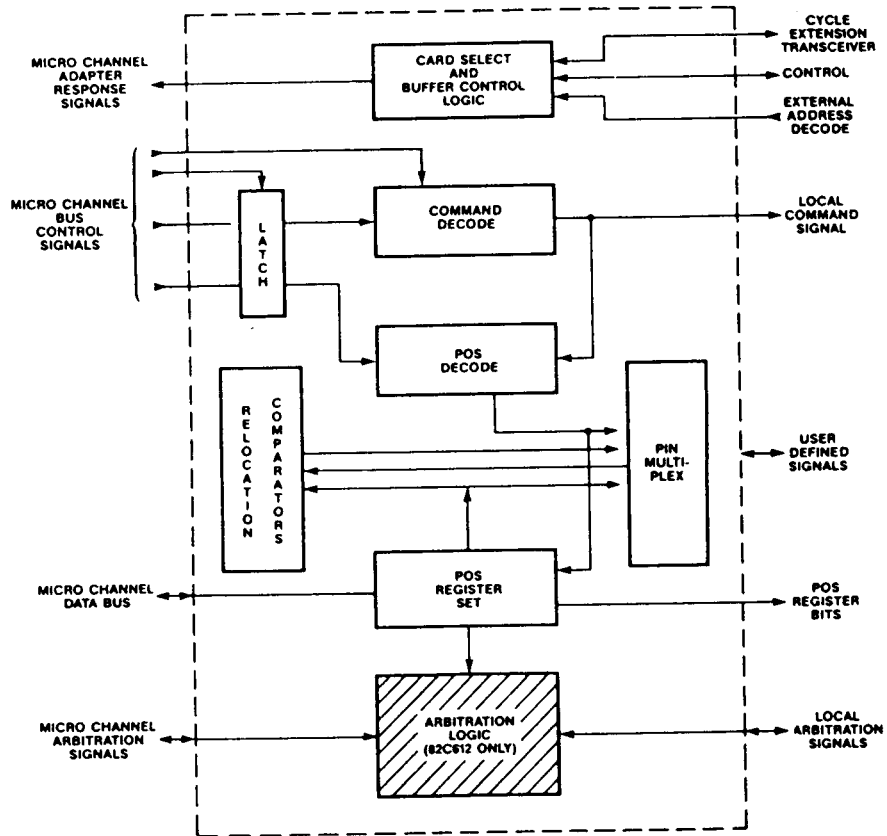 MICRO CHANNEL
ADAPTER
RESPONSE
SIGNALS
CARD SELECT
AND
BUFFER CONTROL
LOGIC
CYCLE
EXTENSION
TRANSCEIVER
CONTROL
EXTERNAL
ADDRESS
DECODE
MICRO CHANNEL
BUS
CONTROL
SIGNALS
LATCH
COMMAND
DECODE
LOCAL
COMMAND
SIGNAL
POS
DECODE
RELOCATION
COMPARATORS
PIN
MULTI-
PLEX
USER
DEFINED
SIGNALS
MICRO CHANNEL
DATA BUS
POS
REGISTER
SET
POS
REGISTER
BITS
MICRO CHANNEL
ARBITRATION
SIGNALS
ARBITRATION
LOGIC
(82C612 ONLY)
LOCAL
ARBITRATION
SIGNALS